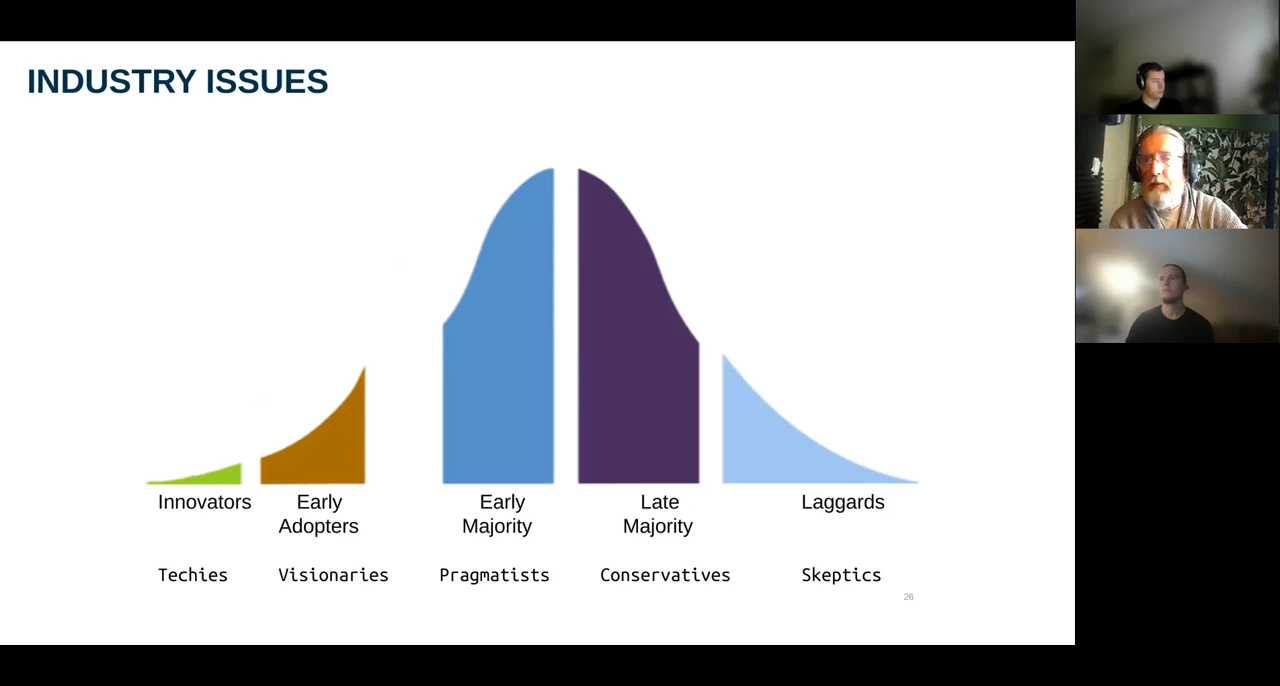 INDUSTRY ISSUES
Innovators
Early
Adopters
Early
Majority
Late
Majority
Laggards
Techies
Visionaries
Pragmatists
Conservatives
Skeptics
26